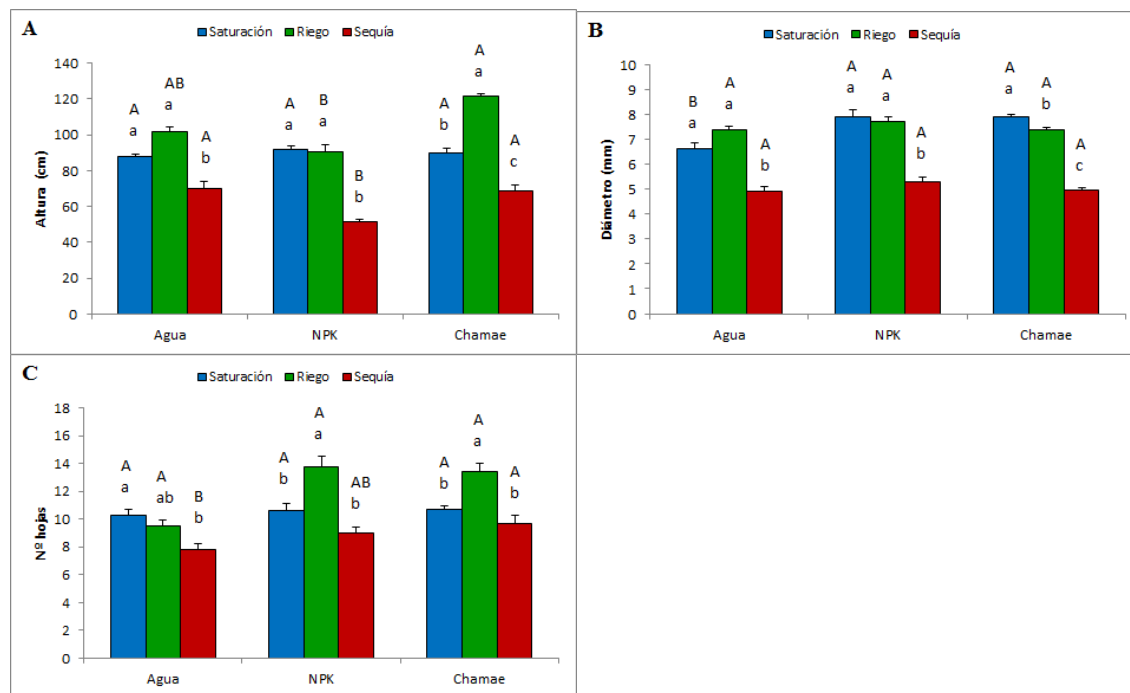 A
Saturación Riego Sequía
Altura (cm)
140
120
100
80
60
40
20
0
A a
AB a
A b
A a
B a
B b
A b
A a
A c
Agua NPK Chamae
B
Saturación Riego Sequía
Diámetro (mm)
10
9
8
7
6
5
4
3
2
1
0
B a
A a
A b
A a
A a
A b
A a
A b
A c
Agua NPK Chamae
C
Saturación Riego Sequía
Nº hojas
18
16
14
12
10
8
6
4
2
0
A a
A ab
B b
A b
A a
AB b
A b
A a
A b
Agua NPK Chamae